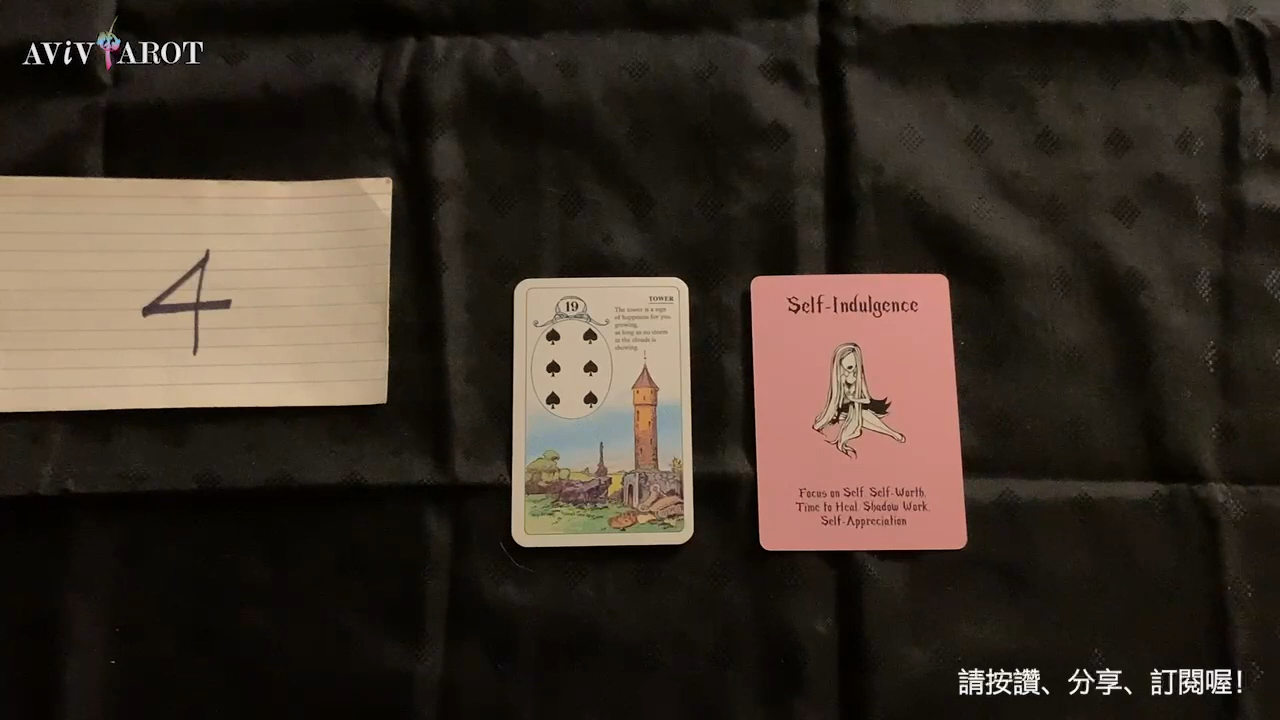 AViVTAROT
4
19
TOWER
The tower is a sign
of happiness for you
growing,
as long as no storm
in the clouds is
showing.
Self-Indulgence
Focus on Self. Self-Worth.
Time to Heal. Shadow Work.
Self-Appreciation
請按讚、分享、訂閱喔!